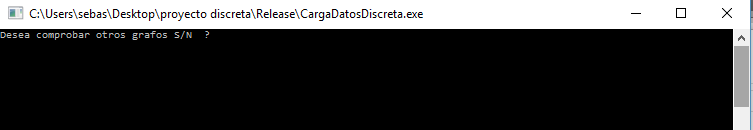 C:\Users\sebas\Desktop\proyecto discreta\Release\CargaDatosDiscreta.exe
Desea comprobar otros grafos S/N  ?